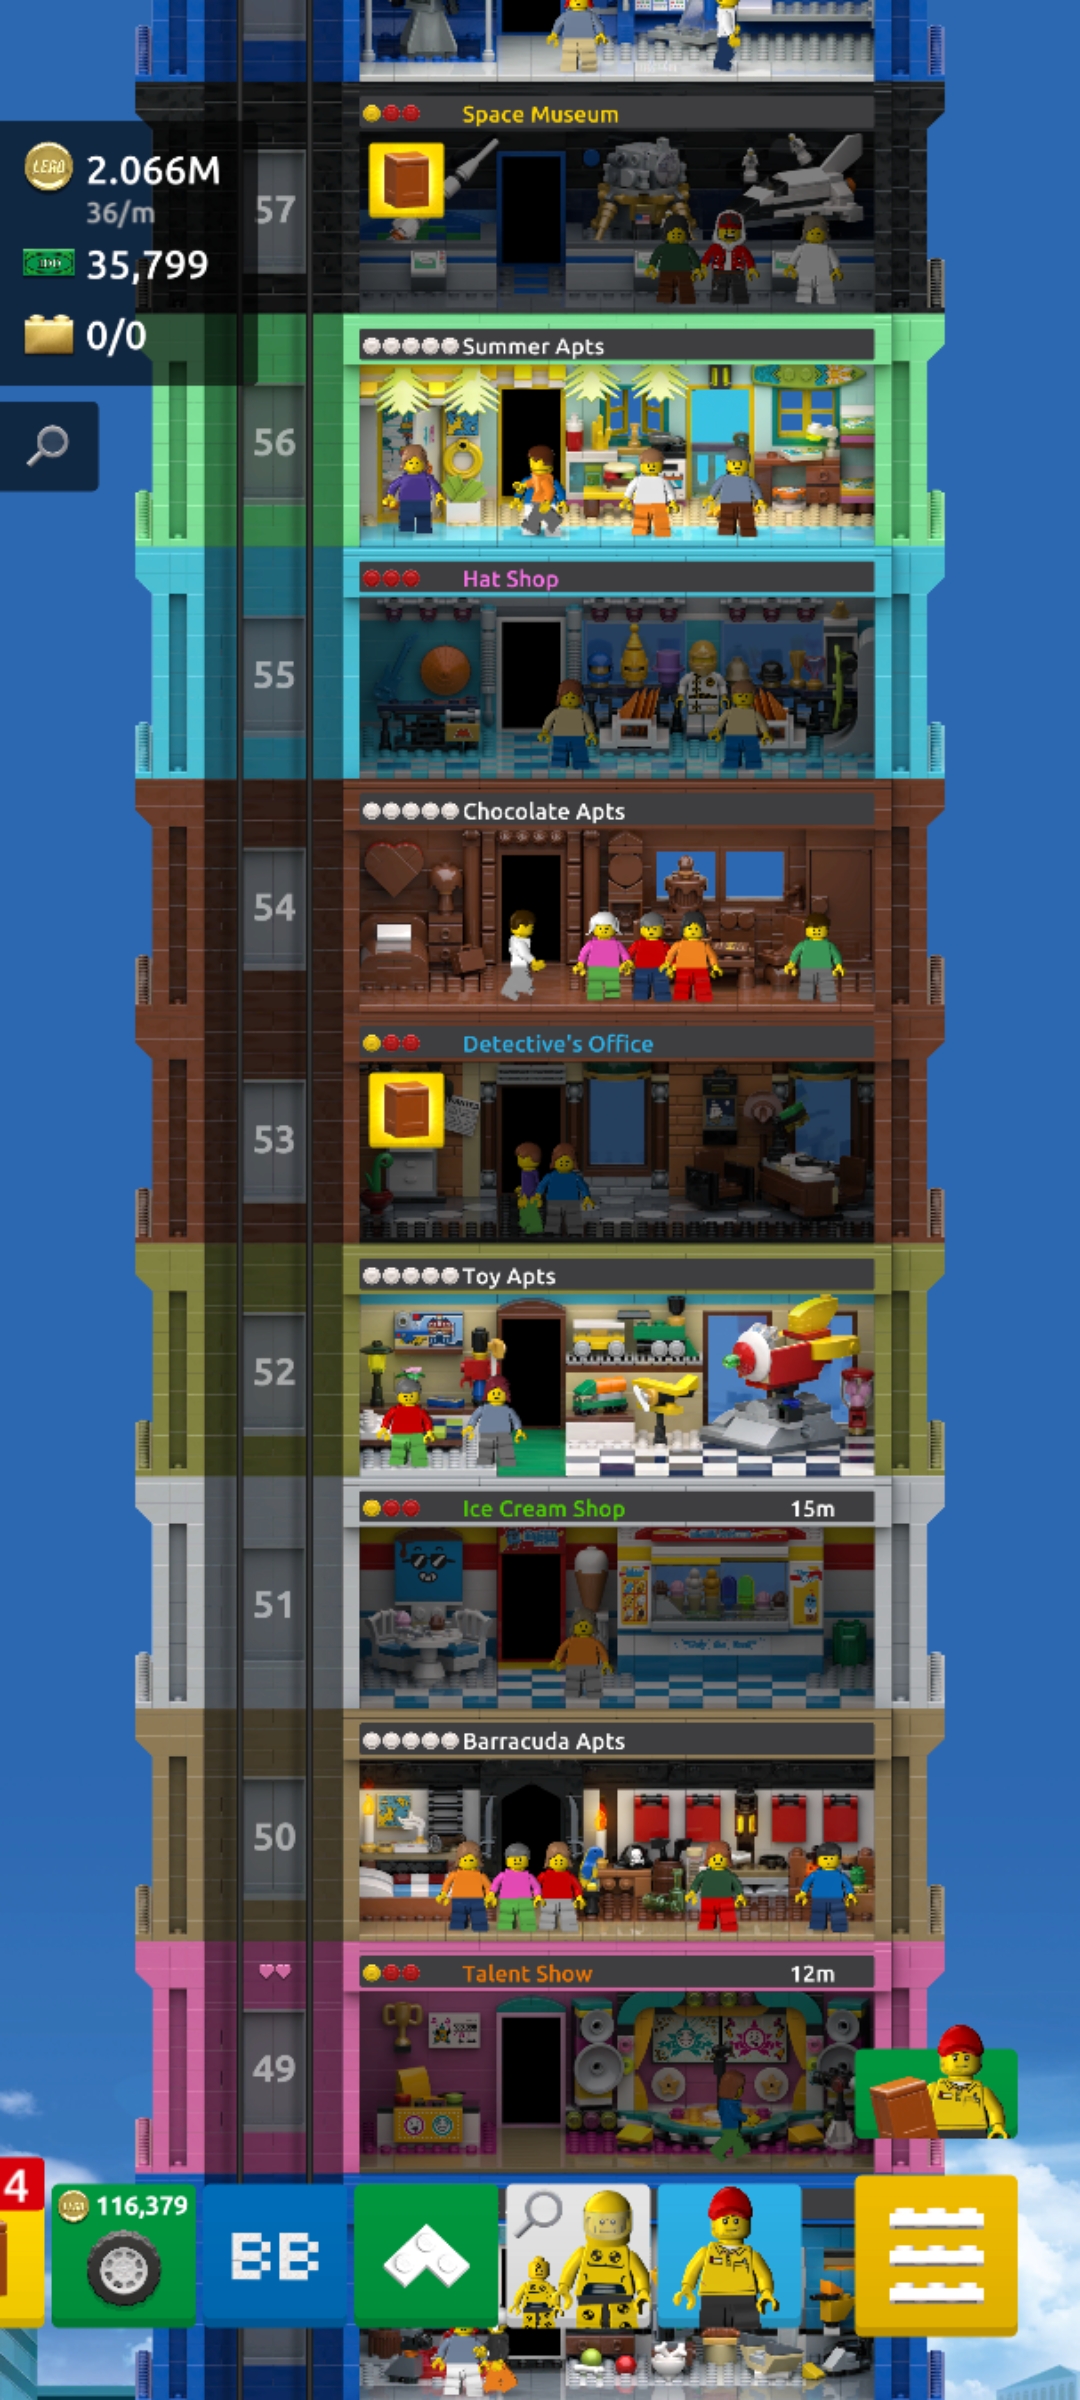 Space Museum
LEGO 2.066M
36/m
57
35,799
0/0
Summer Apts
56
Hat Shop
55
Chocolate Apts
54
Detective's Office
53
Toy Apts
52
Ice Cream Shop 15m
51
Barracuda Apts
50
Talent Show 12m
49
4
116,379
BB